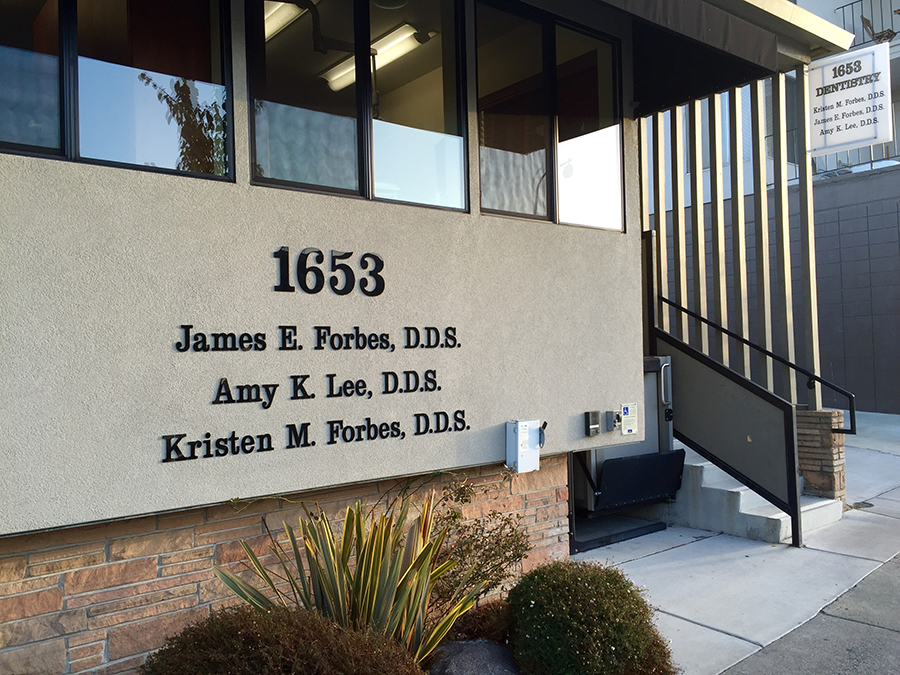 1653
James E. Forbes, D.D.S.
Amy K. Lee, D.D.S.
Kristen M. Forbes, D.D.S.
1653
DENTISTRY
Kristen M. Forbes, D.D.S.
James E. Forbes, D.D.S.
Amy K. Lee, D.D.S.